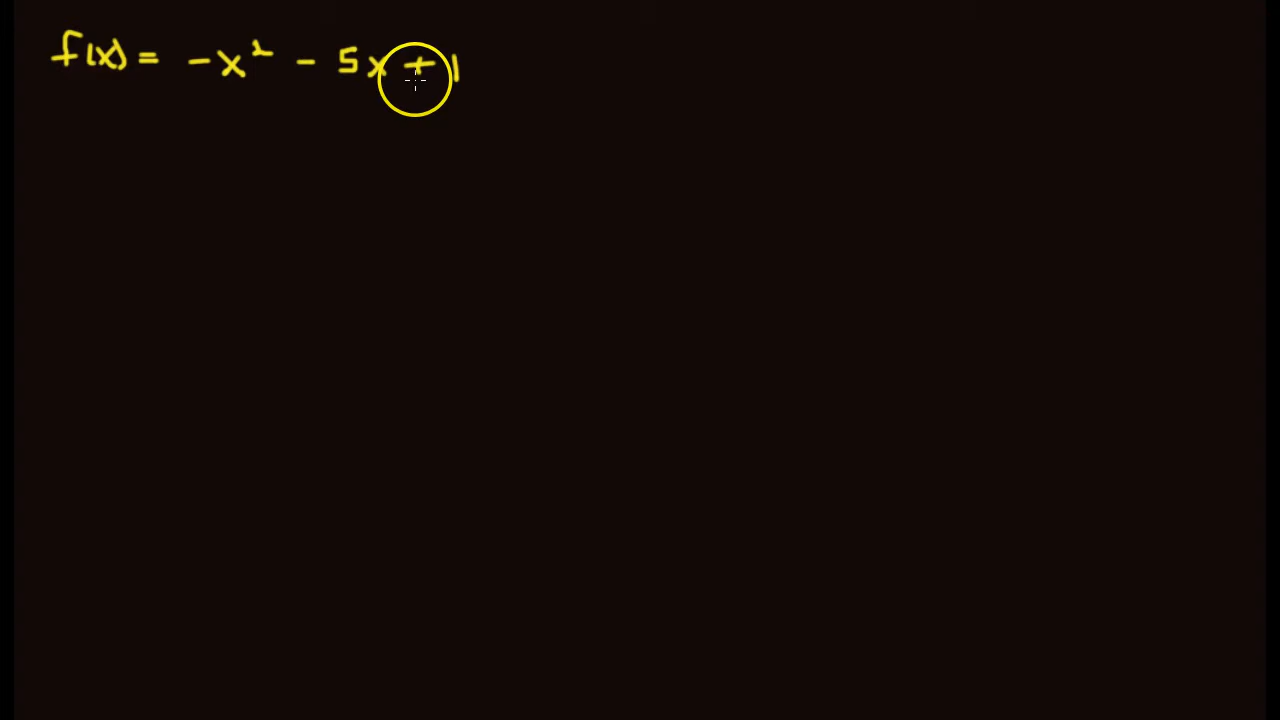 f(x) = -x² - 5x + 1